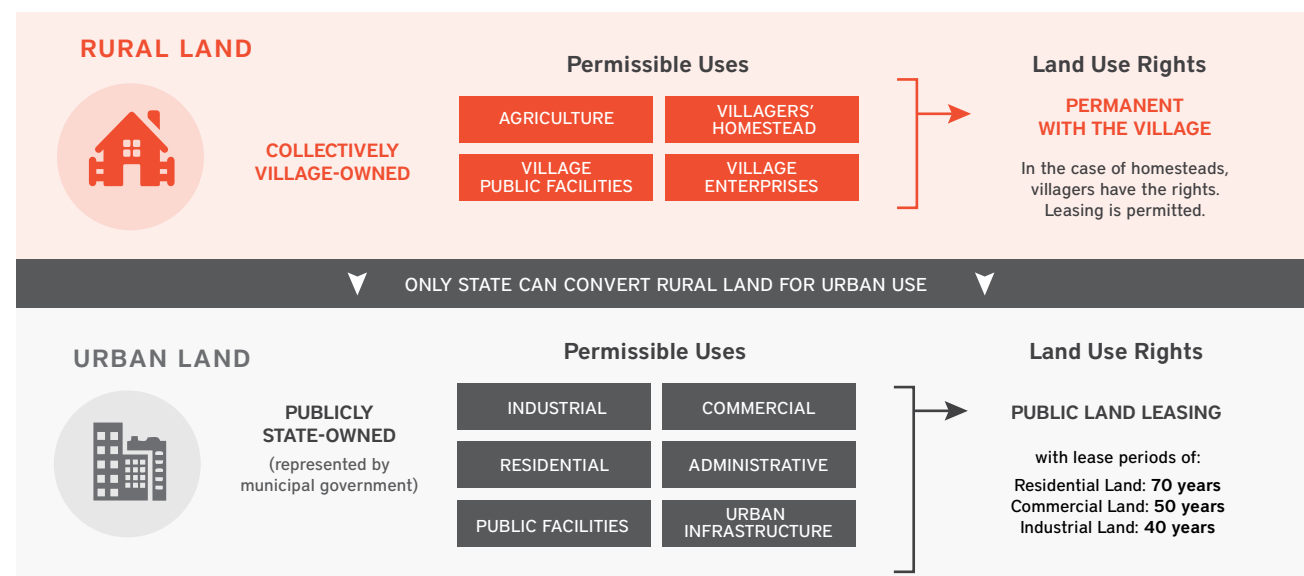 RURAL LAND
COLLECTIVELY
VILLAGE-OWNED
Permissible Uses
AGRICULTURE
VILLAGERS’
HOMESTEAD
VILLAGE
PUBLIC FACILITIES
VILLAGE
ENTERPRISES
Land Use Rights
PERMANENT
WITH THE VILLAGE
In the case of homesteads,
villagers have the rights.
Leasing is permitted.
ONLY STATE CAN CONVERT RURAL LAND FOR URBAN USE
URBAN LAND
PUBLICLY
STATE-OWNED
(represented by
municipal government)
Permissible Uses
INDUSTRIAL
COMMERCIAL
RESIDENTIAL
ADMINISTRATIVE
PUBLIC FACILITIES
URBAN
INFRASTRUCTURE
Land Use Rights
PUBLIC LAND LEASING
with lease periods of:
Residential Land: 70 years
Commercial Land: 50 years
Industrial Land: 40 years